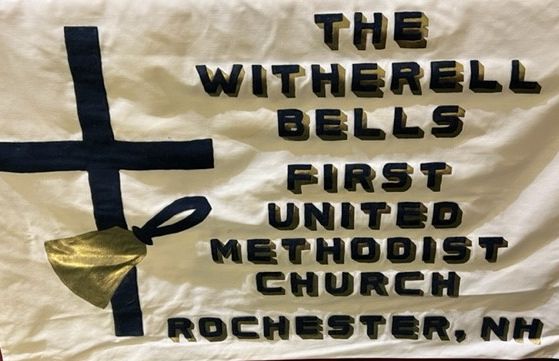 THE
WITHERELL
BELLS
FIRST
UNITED
METHODIST
CHURCH
ROCHESTER, NH